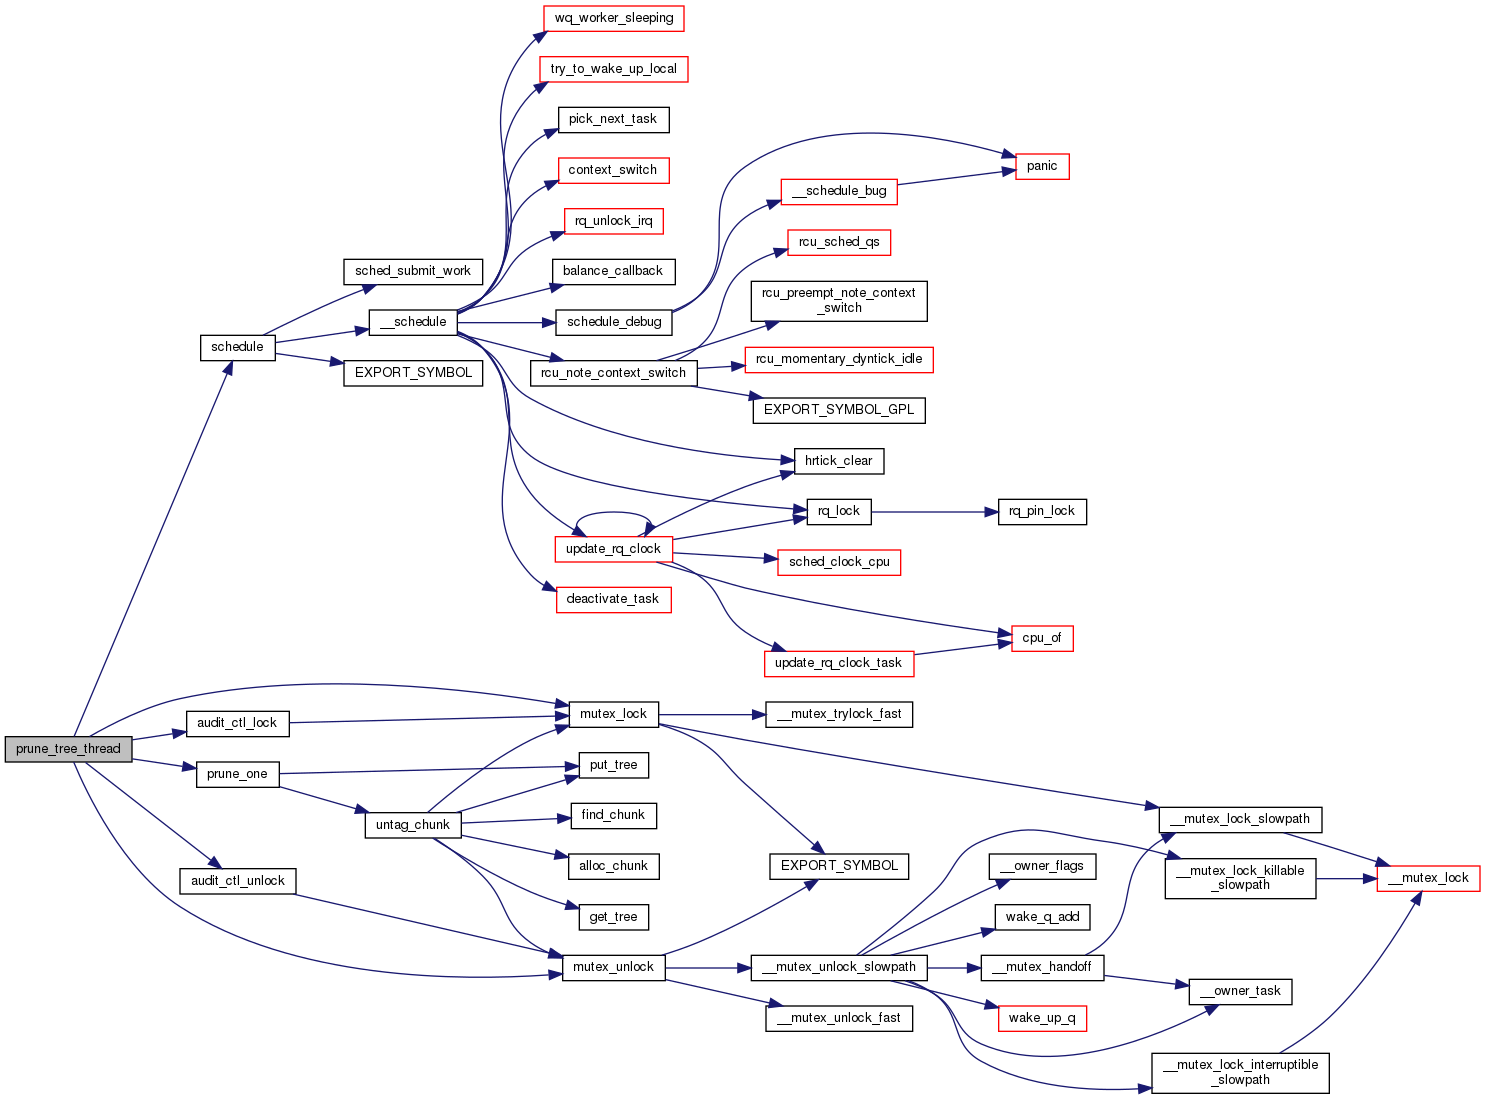 wq_worker_sleeping
try_to_wake_up_local
pick_next_task
context_switch
rq_unlock_irq
balance_callback
schedule_debug
rcu_note_context_switch
panic
__schedule_bug
rcu_sched_qs
rcu_preempt_note_context
_switch
rcu_momentary_dyntick_idle
EXPORT_SYMBOL_GPL
sched_submit_work
__schedule
schedule
EXPORT_SYMBOL
hrtick_clear
rq_lock
rq_pin_lock
update_rq_clock
sched_clock_cpu
deactivate_task
cpu_of
update_rq_clock_task
prune_tree_thread
audit_ctl_lock
mutex_lock
__mutex_trylock_fast
prune_one
put_tree
untag_chunk
find_chunk
alloc_chunk
get_tree
audit_ctl_unlock
mutex_unlock
EXPORT_SYMBOL
__mutex_lock_slowpath
__owner_flags
__mutex_lock_killable
_slowpath
__mutex_lock
wake_q_add
__mutex_unlock_slowpath
__mutex_handoff
__owner_task
__mutex_unlock_fast
wake_up_q
__mutex_lock_interruptible
_slowpath